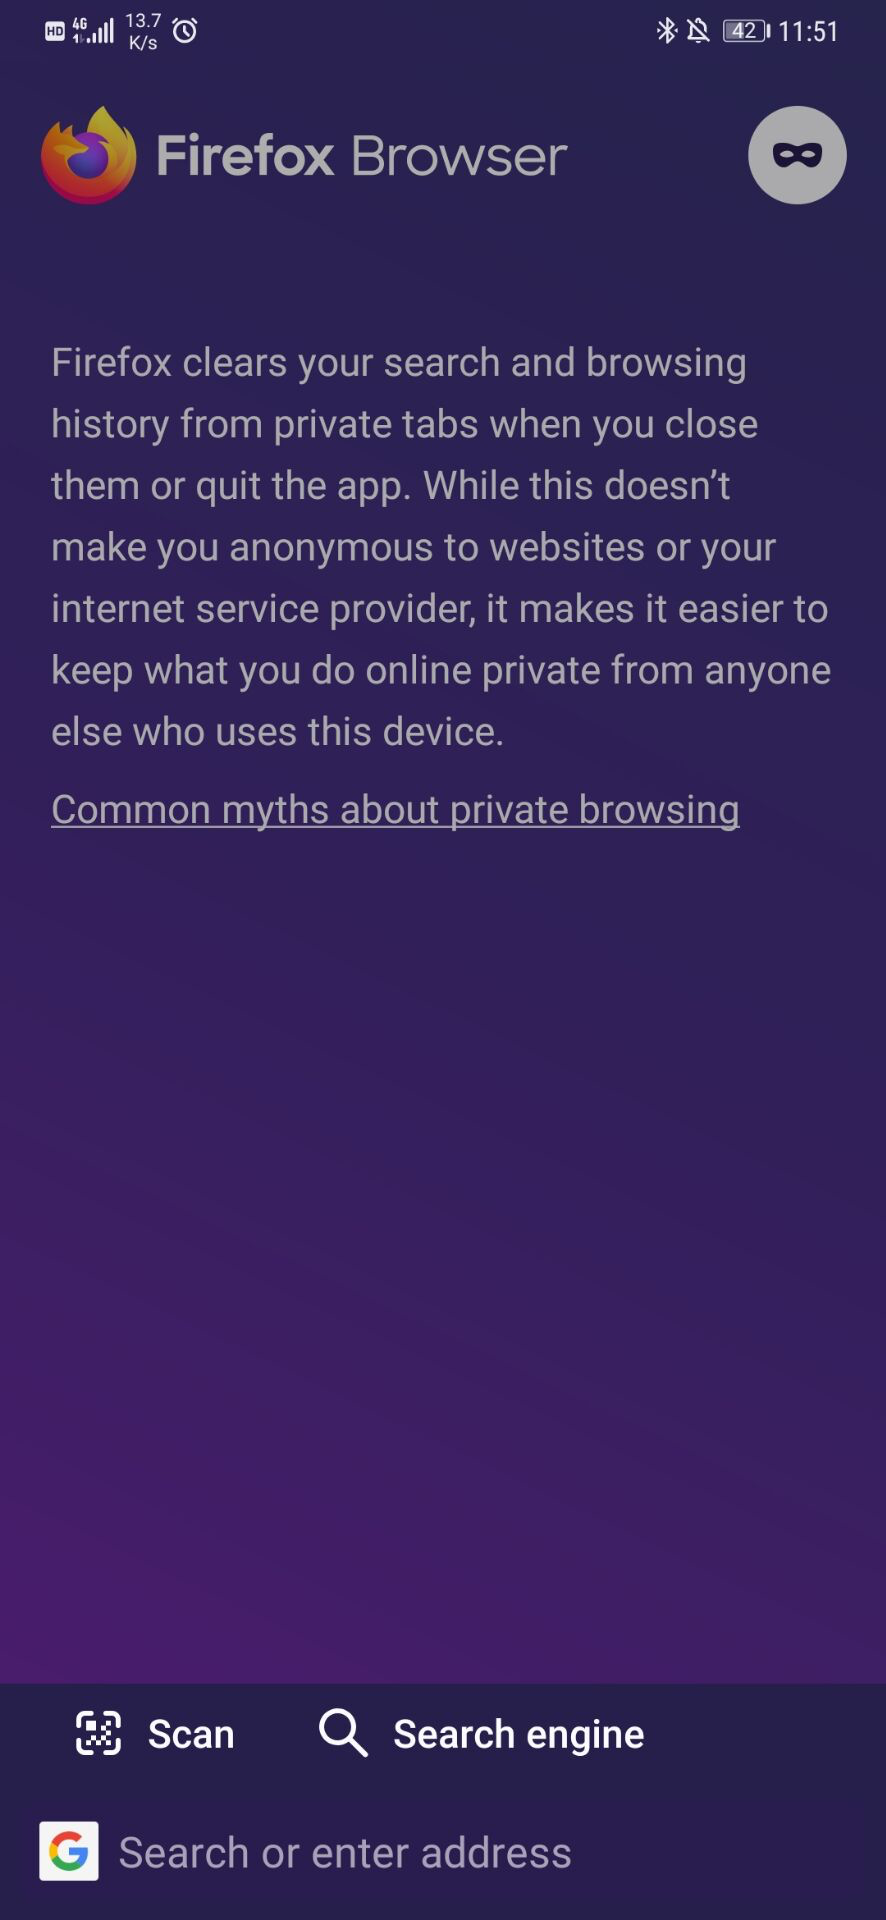 HD 4G 13.7 K/s 42 11:51
Firefox Browser
Firefox clears your search and browsing
history from private tabs when you close
them or quit the app. While this doesn’t
make you anonymous to websites or your
internet service provider, it makes it easier to
keep what you do online private from anyone
else who uses this device.
Common myths about private browsing
Scan Search engine
G Search or enter address